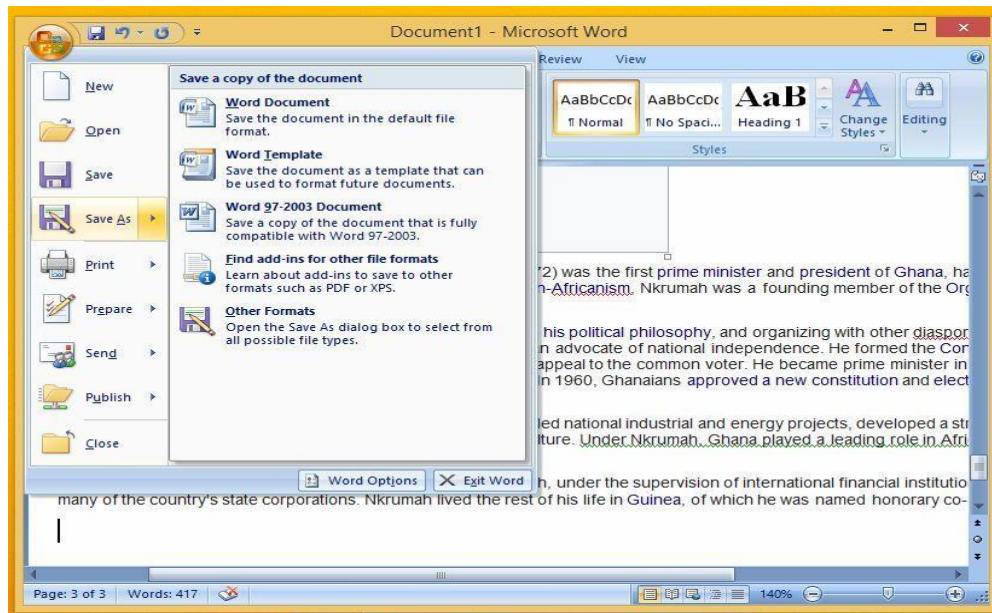 Document1 - Microsoft Word
Review View
New
Open
Save
Save As
Print
Prepare
Send
Publish
Close
Save a copy of the document
Word Document
Save the document in the default file
format.
Word Template
Save the document as a template that can
be used to format future documents.
Word 97-2003 Document
Save a copy of the document that is fully
compatible with Word 97-2003.
Find add-ins for other file formats
Learn about add-ins to save to other
formats such as PDF or XPS.
Other Formats
Open the Save As dialog box to select from
all possible file types.
Word Options Exit Word
AaBbCcDc AaBbCcDc AaB
¶ Normal ¶ No Spaci... Heading 1
Change
Styles
Editing
Styles
72) was the first prime minister and president of Ghana, ha
n-Africanism, Nkrumah was a founding member of the Org
his political philosophy, and organizing with other diaspor
n advocate of national independence. He formed the Con
appeal to the common voter. He became prime minister in
In 1960, Ghanaians approved a new constitution and elect
led national industrial and energy projects, developed a str
lture. Under Nkrumah, Ghana played a leading role in Afri
h, under the supervision of international financial institutio
many of the country's state corporations. Nkrumah lived the rest of his life in Guinea, of which he was named honorary co-
Page: 3 of 3 Words: 417 140%